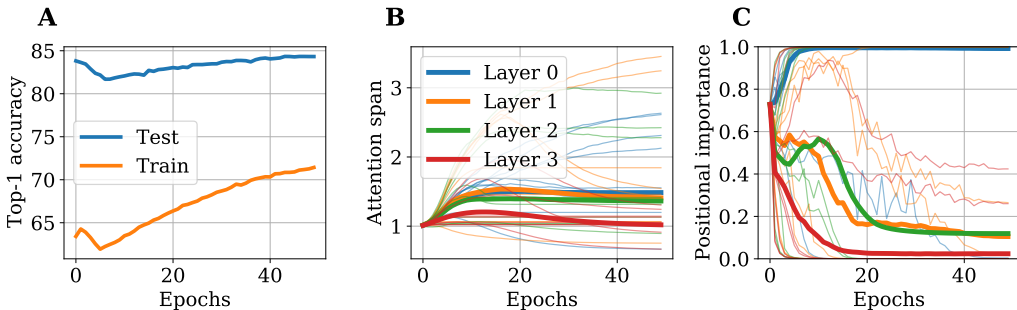 A
Top-1 accuracy
85
80
75
70
65
Test
Train
0
20
40
Epochs
B
Attention span
3
2
1
Layer 0
Layer 1
Layer 2
Layer 3
0
20
40
Epochs
C
Positional importance
1.0
0.8
0.6
0.4
0.2
0.0
0
20
40
Epochs